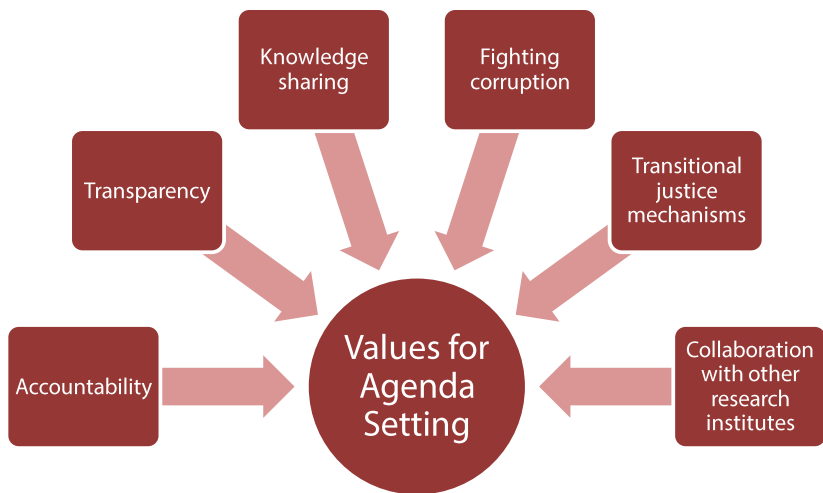 Knowledge
sharing
Fighting
corruption
Transparency
Transitional
justice
mechanisms
Accountability
Values for
Agenda
Setting
Collaboration
with other
research
institutes